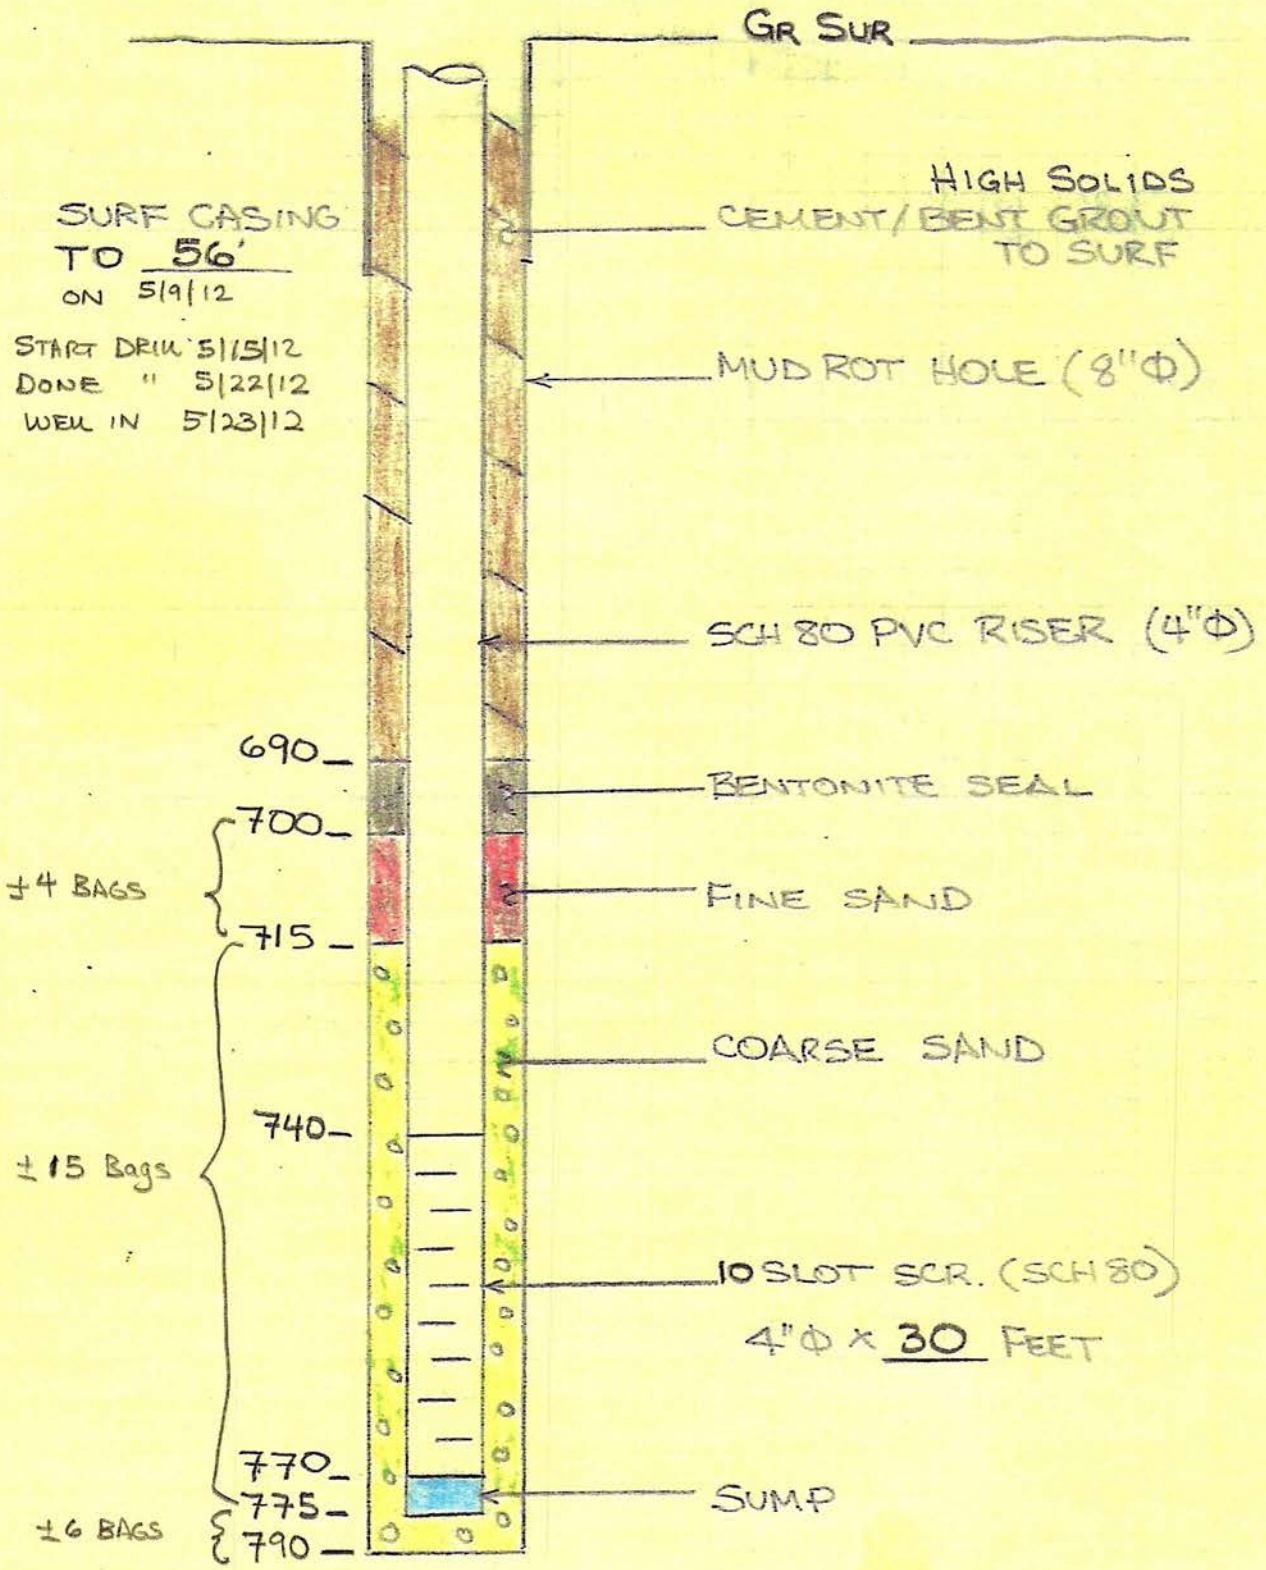 GR SUR
HIGH SOLIDS
CEMENT/BENT GROUT
TO SURF
SURF CASING
TO 56'
ON 5/9/12
START DRILL 5/15/12
DONE " 5/22/12
WELL IN 5/23/12
MUD ROT HOLE (8"Φ)
SCH 80 PVC RISER (4"Φ)
690
BENTONITE SEAL
700
±4 BAGS
FINE SAND
715
COARSE SAND
740
±15 Bags
10 SLOT SCR. (SCH 80)
4"Φ x 30 FEET
770
775
SUMP
±6 BAGS
790